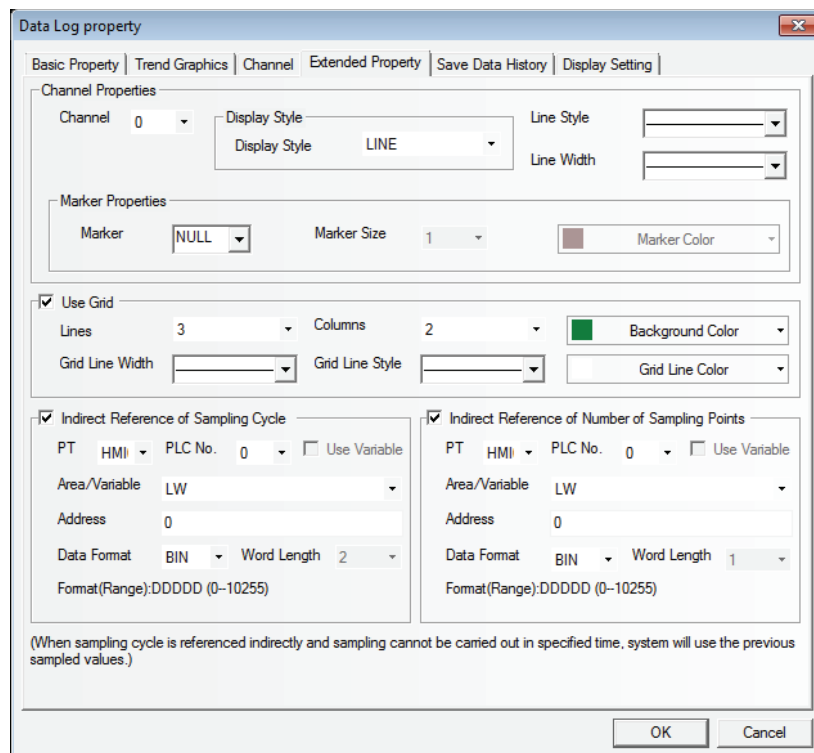 Data Log property
Basic Property Trend Graphics Channel Extended Property Save Data History Display Setting
Channel Properties
Channel 0 Display Style Line Style
Display Style LINE
Line Width
Marker Properties
Marker NULL Marker Size 1 Marker Color
Use Grid
Lines 3 Columns 2 Background Color
Grid Line Width Grid Line Style Grid Line Color
Indirect Reference of Sampling Cycle Indirect Reference of Number of Sampling Points
PT HMI PLC No. 0 Use Variable PT HMI PLC No. 0 Use Variable
Area/Variable LW Area/Variable LW
Address 0 Address 0
Data Format BIN Word Length 2 Data Format BIN Word Length 1
Format(Range):DDDDD (0--10255) Format(Range):DDDDD (0--10255)
(When sampling cycle is referenced indirectly and sampling cannot be carried out in specified time, system will use the previous
sampled values.)
OK Cancel